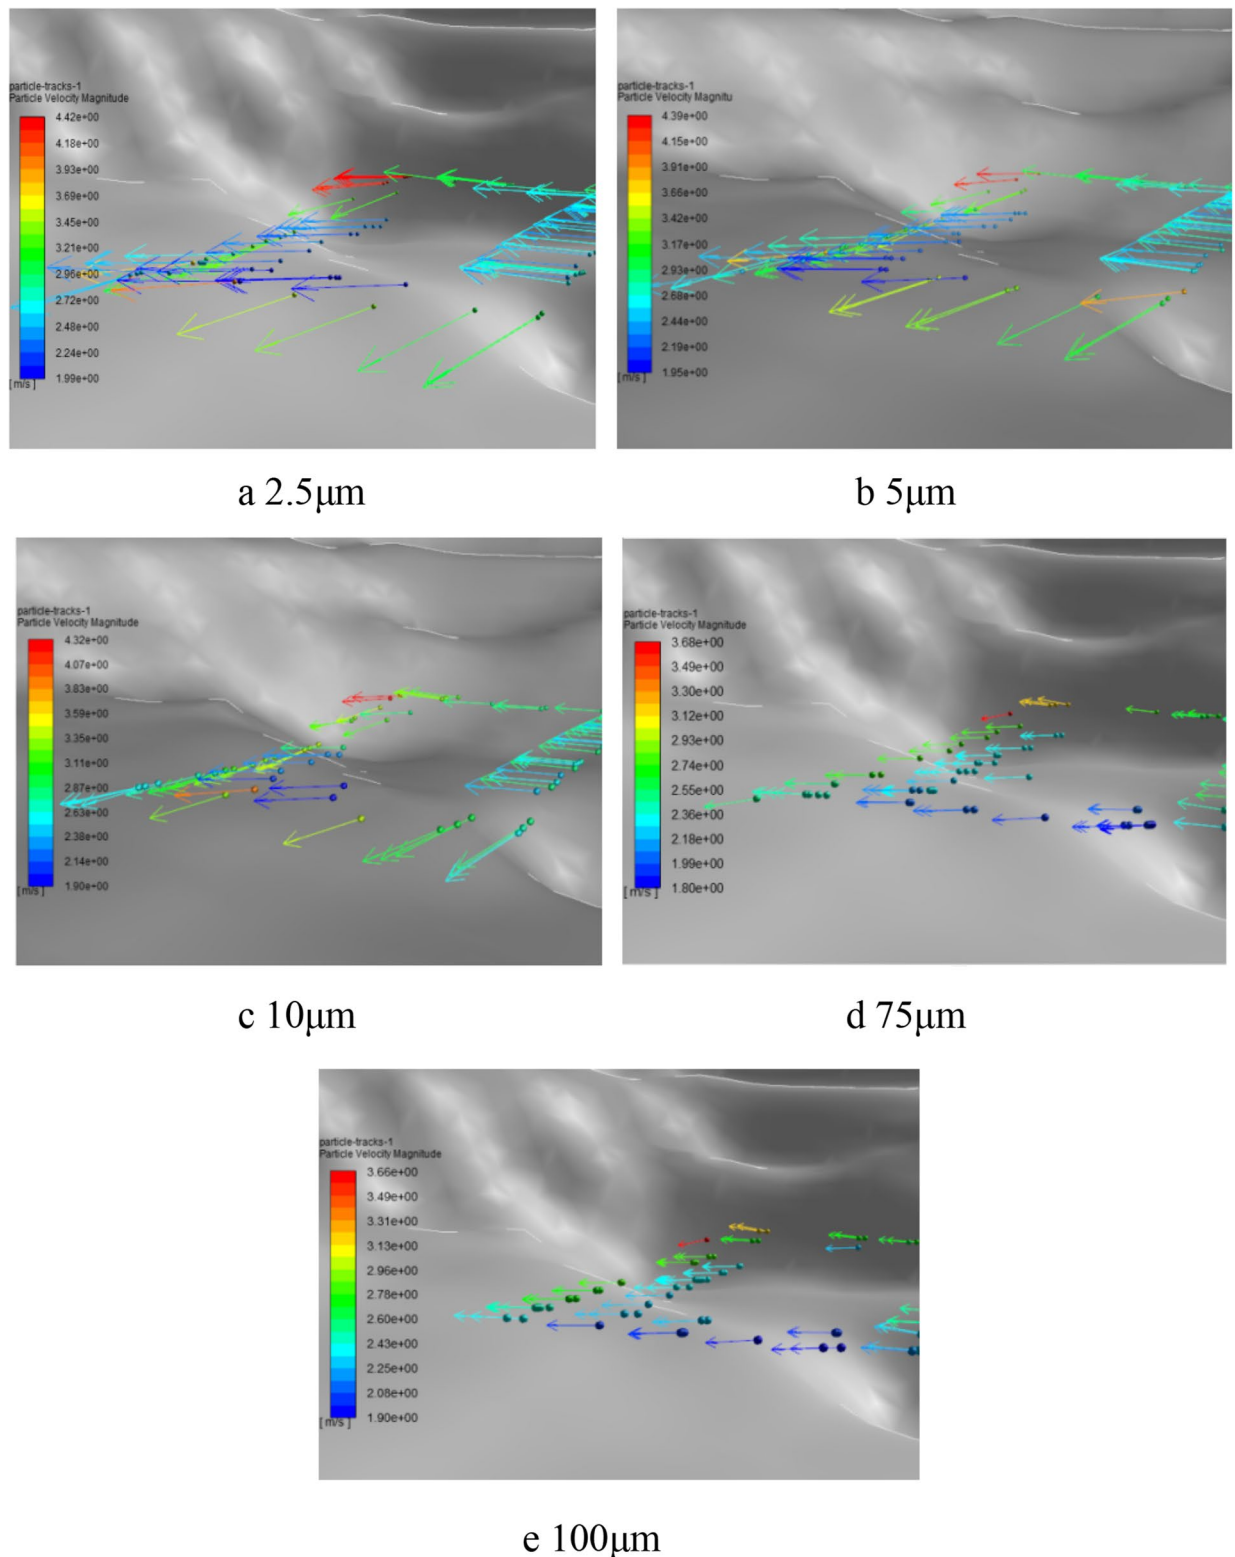 particle-tracks-1
Particle Velocity Magnitude
4.42e+00
4.18e+00
3.93e+00
3.69e+00
3.45e+00
3.21e+00
2.96e+00
2.72e+00
2.48e+00
2.24e+00
1.99e+00
[ m/s ]
a 2.5μm
particle-tracks-1
Particle Velocity Magnitu
4.39e+00
4.15e+00
3.91e+00
3.66e+00
3.42e+00
3.17e+00
2.93e+00
2.68e+00
2.44e+00
2.19e+00
1.95e+00
[ m/s ]
b 5μm
particle-tracks-1
Particle Velocity Magnitude
4.32e+00
4.07e+00
3.83e+00
3.59e+00
3.35e+00
3.11e+00
2.87e+00
2.63e+00
2.38e+00
2.14e+00
1.90e+00
[ m/s ]
c 10μm
particle-tracks-1
Particle Velocity Magnitude
3.68e+00
3.49e+00
3.30e+00
3.12e+00
2.93e+00
2.74e+00
2.55e+00
2.36e+00
2.18e+00
1.99e+00
1.80e+00
[ m/s ]
d 75μm
particle-tracks-1
Particle Velocity Magnitude
3.66e+00
3.49e+00
3.31e+00
3.13e+00
2.96e+00
2.78e+00
2.60e+00
2.43e+00
2.25e+00
2.08e+00
1.90e+00
[ m/s ]
e 100μm